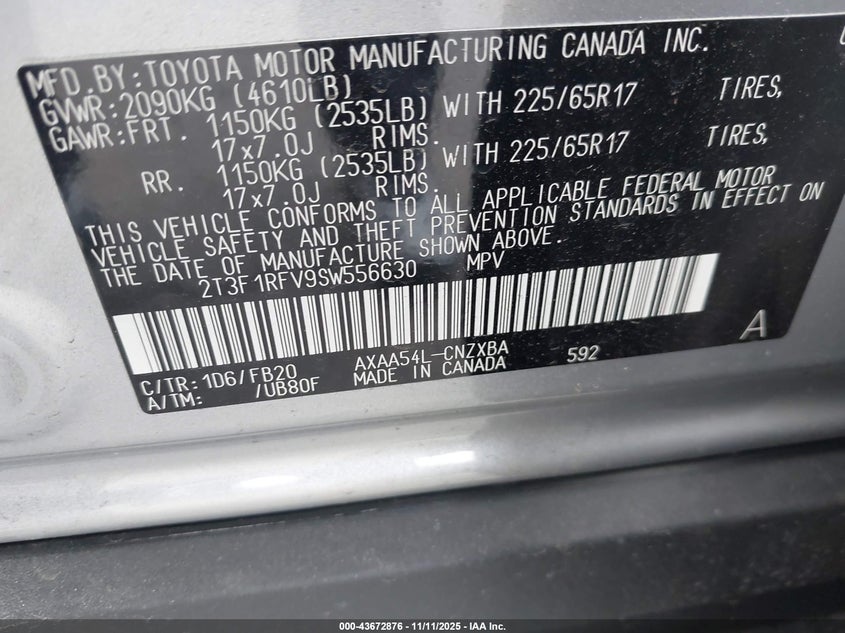 MFD.BY:TOYOTA MOTOR MANUFACTURING CANADA INC.
GVWR:2090KG (4610LB)
GAWR:FRT. 1150KG (2535LB) WITH 225/65R17 TIRES,
17x7.0J RIMS.
RR. 1150KG (2535LB) WITH 225/65R17 TIRES,
17x7.0J RIMS.
THIS VEHICLE CONFORMS TO ALL APPLICABLE FEDERAL MOTOR
VEHICLE SAFETY AND THEFT PREVENTION STANDARDS IN EFFECT ON
THE DATE OF MANUFACTURE SHOWN ABOVE.
2T3F1RFV9SW556630 MPV
A
C/TR: 1D6/FB20 AXAA54L-CNZXBA 592
A/TM: /UB80F MADE IN CANADA
000-43672876 - 11/11/2025 - IAA Inc.